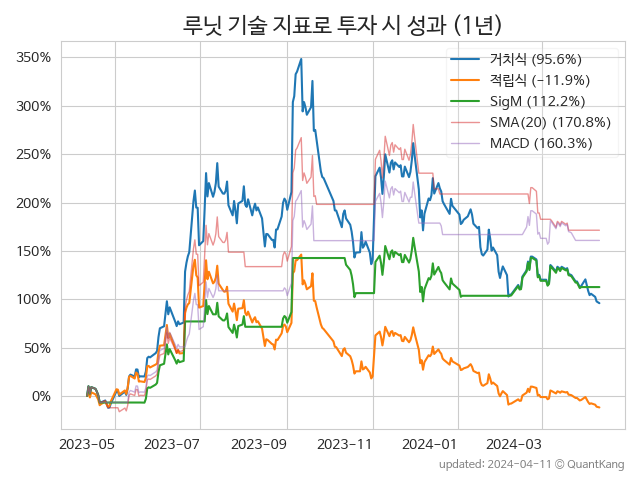 루닛 기술 지표로 투자 시 성과 (1년)
350%
300%
250%
200%
150%
100%
50%
0%
거치식 (95.6%)
적립식 (−11.9%)
SigM (112.2%)
SMA(20) (170.8%)
MACD (160.3%)
2023−05
2023−07
2023−09
2023−11
2024−01
2024−03
updated: 2024-04-11 © QuantKang